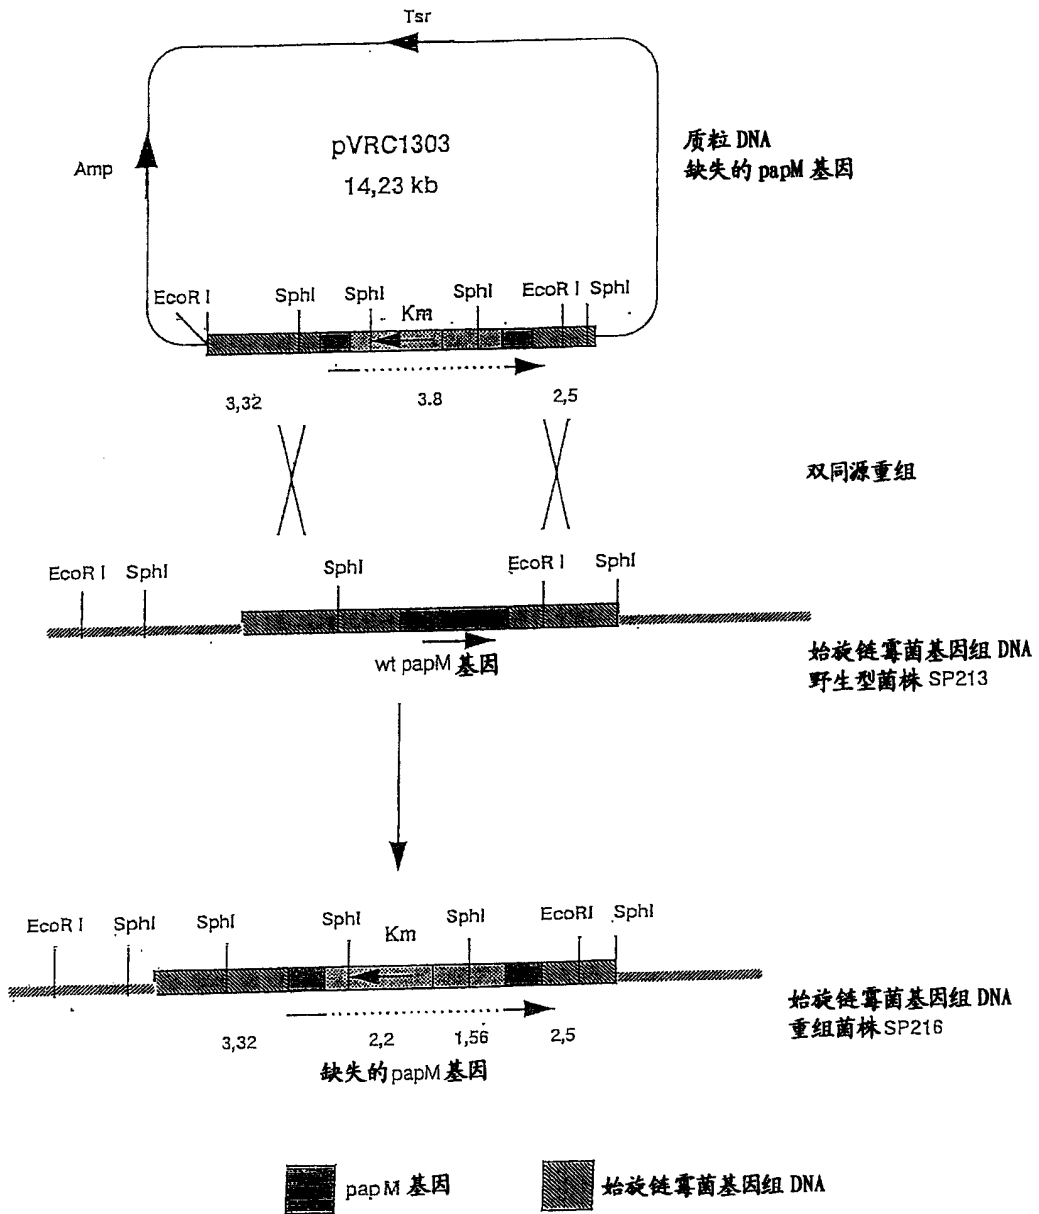 Tsr
pVRC1303
14,23 kb
Amp
质粒 DNA
缺失的 papM 基因
EcoR I
SphI
SphI
Km
SphI
EcoR I
SphI
3,32
3.8
2,5
双同源重组
EcoR I
SphI
SphI
EcoR I
SphI
wt papM 基因
始旋链霉菌基因组 DNA
野生型菌株 SP213
EcoR I
SphI
SphI
SphI
Km
SphI
EcoRI
SphI
3,32
2,2
1,56
2,5
缺失的papM 基因
始旋链霉菌基因组 DNA
重组菌株 SP216
papM 基因
始旋链霉菌基因组 DNA